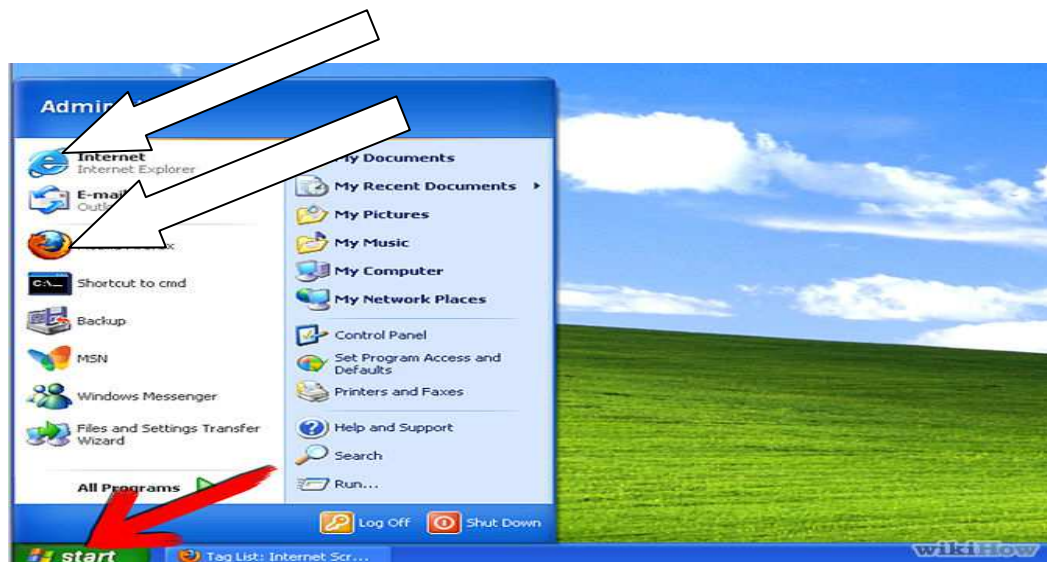 Internet
Internet Explorer
E-mail
Shortcut to cmd
Backup
MSN
Windows Messenger
Files and Settings Transfer
Wizard
All Programs
My Documents
My Recent Documents
My Pictures
My Music
My Computer
My Network Places
Control Panel
Set Program Access and
Defaults
Printers and Faxes
Help and Support
Search
Run...
Log Off
Shut Down
start
Tag List: Internet Scr...
wikiHow